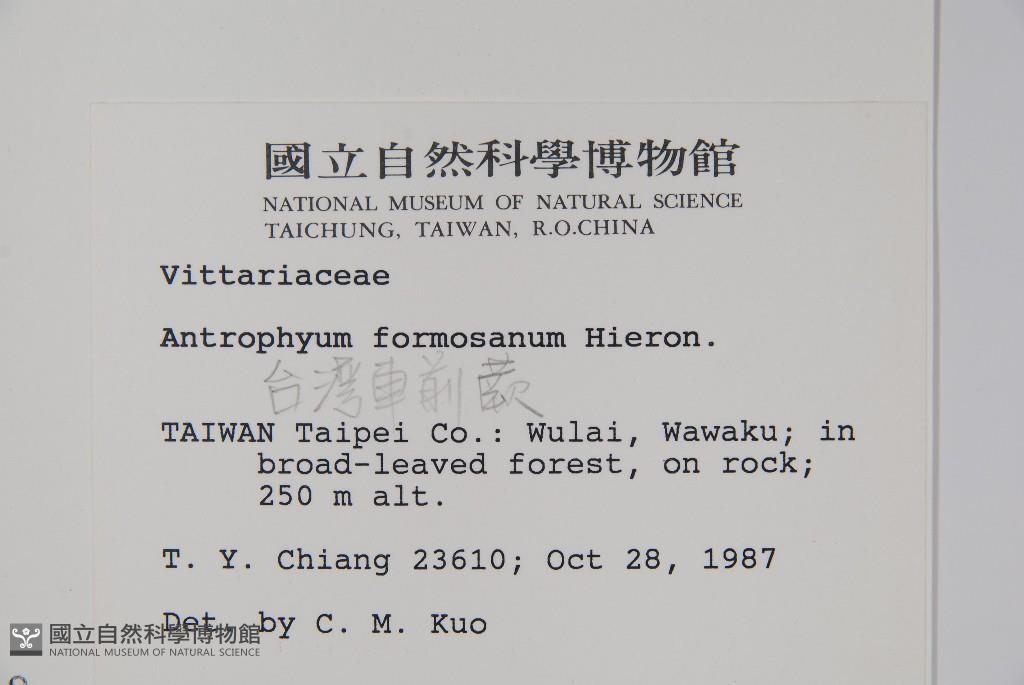 國立自然科學博物館
NATIONAL MUSEUM OF NATURAL SCIENCE
TAICHUNG, TAIWAN, R.O.CHINA
Vittariaceae
Antrophyum formosanum Hieron.
台灣車前蕨
TAIWAN Taipei Co.: Wulai, Wawaku; in
broad-leaved forest, on rock;
250 m alt.
T. Y. Chiang 23610; Oct 28, 1987
Det. by C. M. Kuo
國立自然科學博物館
NATIONAL MUSEUM OF NATURAL SCIENCE